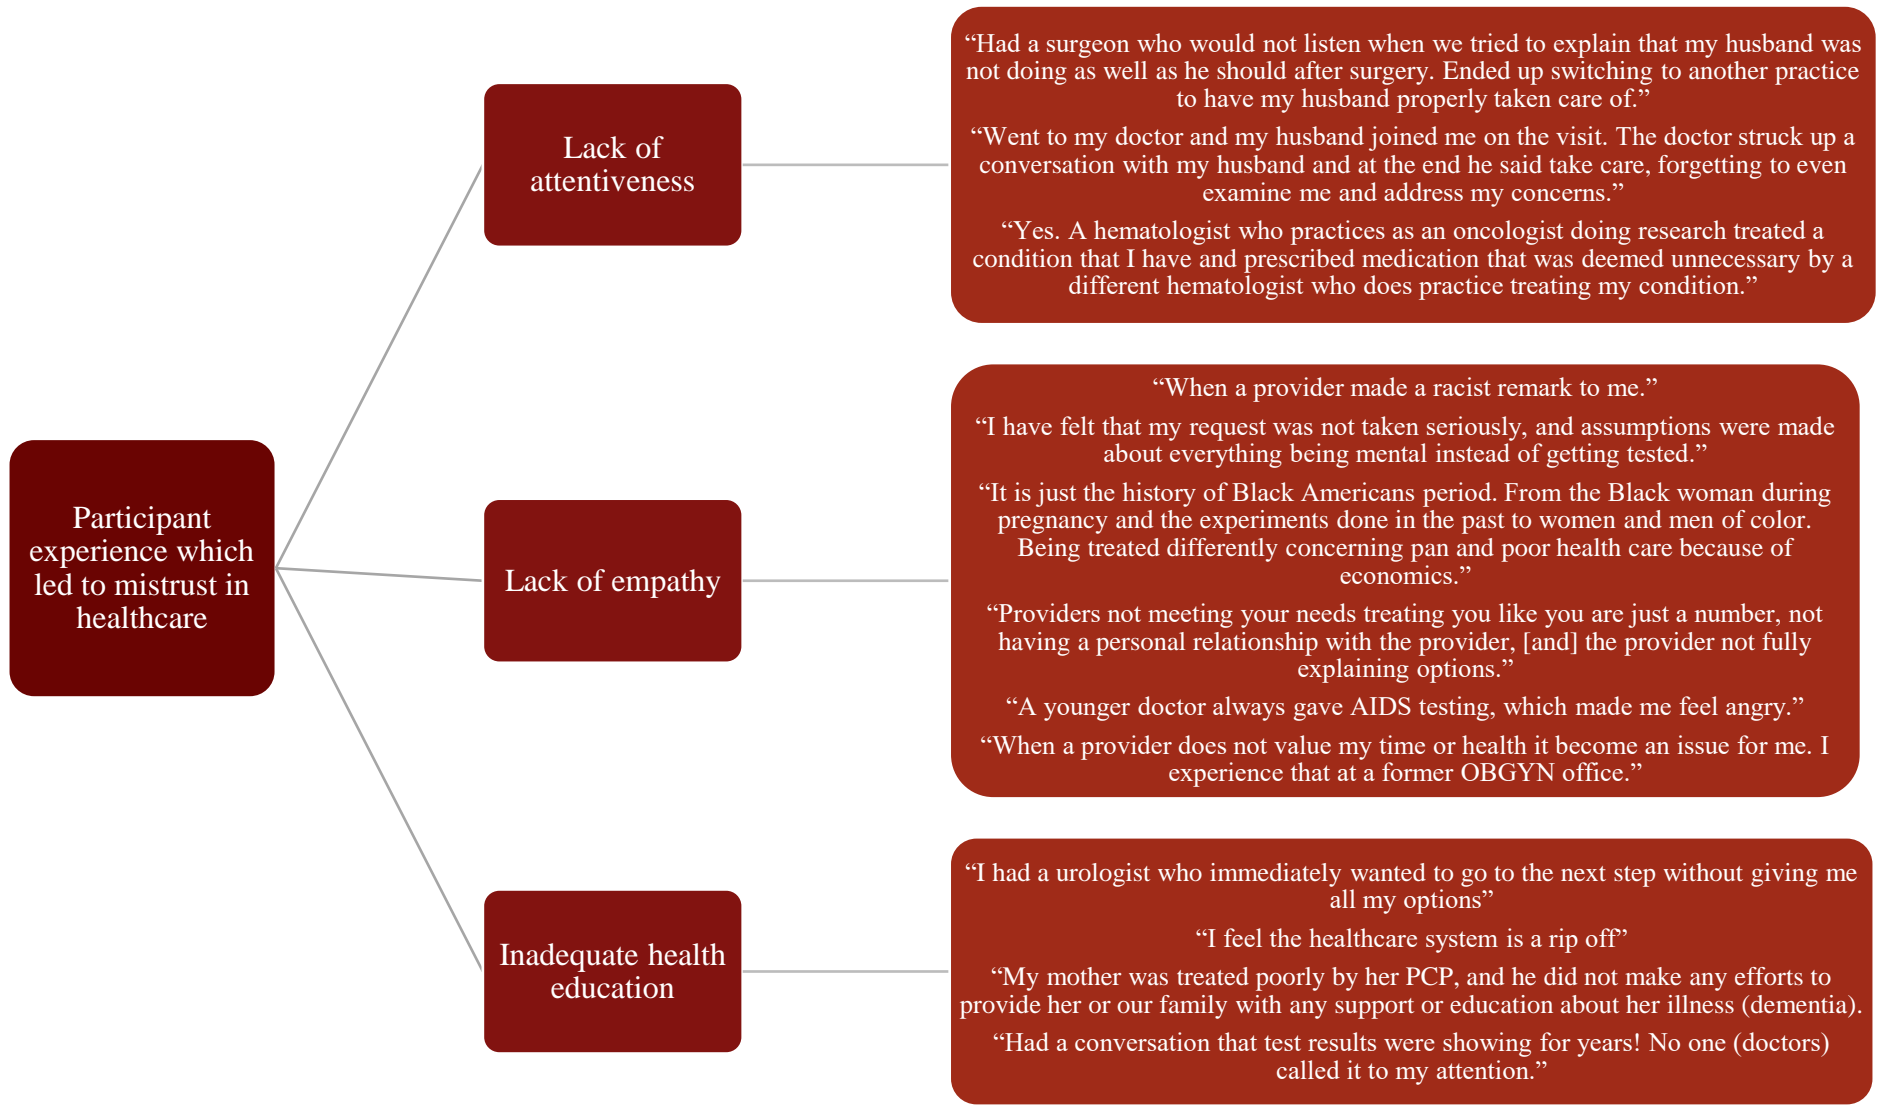 Participant
experience which
led to mistrust in
healthcare
Lack of
attentiveness
“Had a surgeon who would not listen when we tried to explain that my husband was
not doing as well as he should after surgery. Ended up switching to another practice
to have my husband properly taken care of.”
“Went to my doctor and my husband joined me on the visit. The doctor struck up a
conversation with my husband and at the end he said take care, forgetting to even
examine me and address my concerns.”
“Yes. A hematologist who practices as an oncologist doing research treated a
condition that I have and prescribed medication that was deemed unnecessary by a
different hematologist who does practice treating my condition.”
Lack of empathy
“When a provider made a racist remark to me.”
“I have felt that my request was not taken seriously, and assumptions were made
about everything being mental instead of getting tested.”
“It is just the history of Black Americans period. From the Black woman during
pregnancy and the experiments done in the past to women and men of color.
Being treated differently concerning pan and poor health care because of
economics.”
“Providers not meeting your needs treating you like you are just a number, not
having a personal relationship with the provider, [and] the provider not fully
explaining options.”
“A younger doctor always gave AIDS testing, which made me feel angry.”
“When a provider does not value my time or health it become an issue for me. I
experience that at a former OBGYN office.”
Inadequate health
education
“I had a urologist who immediately wanted to go to the next step without giving me
all my options”
“I feel the healthcare system is a rip off”
“My mother was treated poorly by her PCP, and he did not make any efforts to
provide her or our family with any support or education about her illness (dementia).
“Had a conversation that test results were showing for years! No one (doctors)
called it to my attention.”